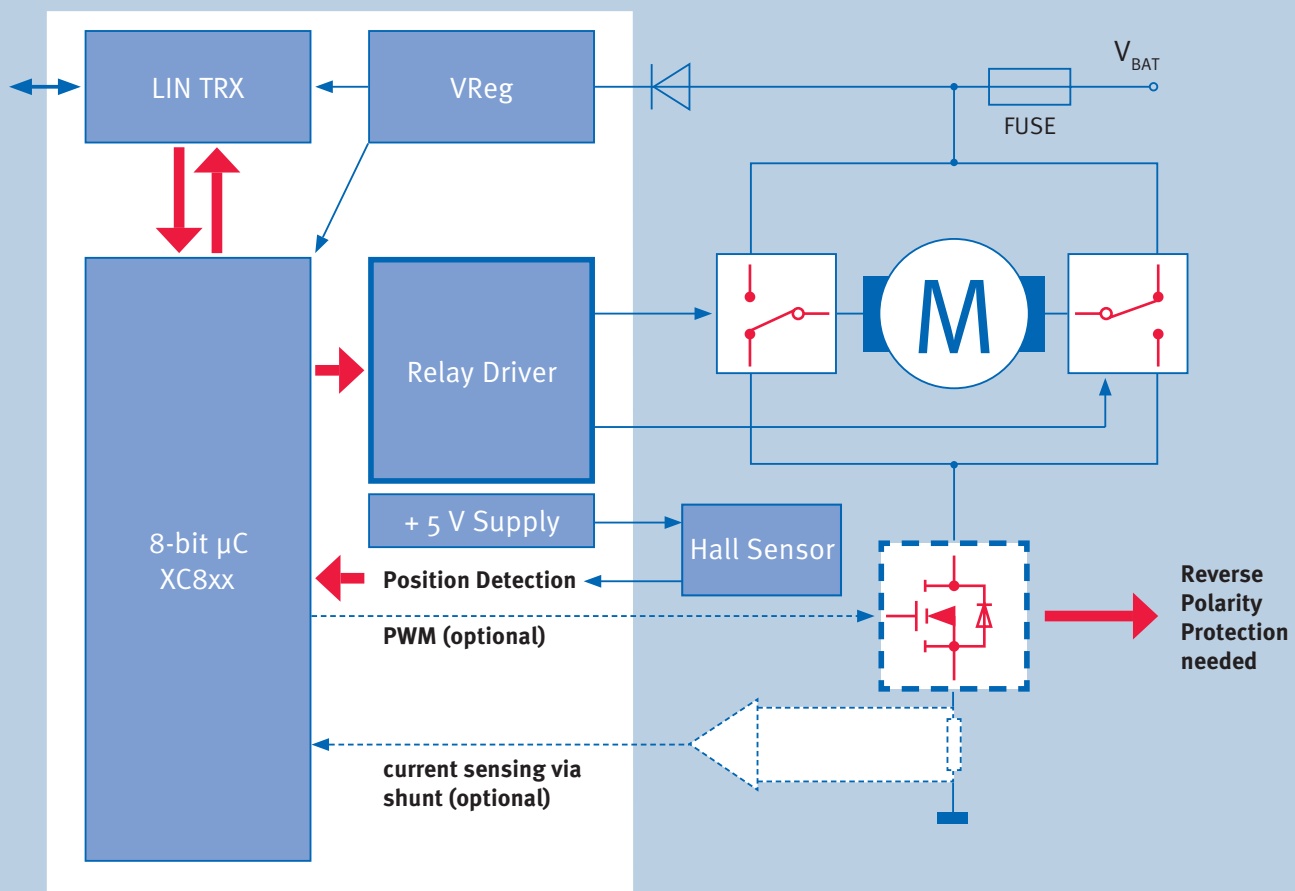 LIN TRX
VReg
V BAT
FUSE
M
Relay Driver
8-bit µC
XC8xx
+ 5 V Supply
Hall Sensor
Position Detection
PWM (optional)
Reverse
Polarity
Protection
needed
current sensing via
shunt (optional)